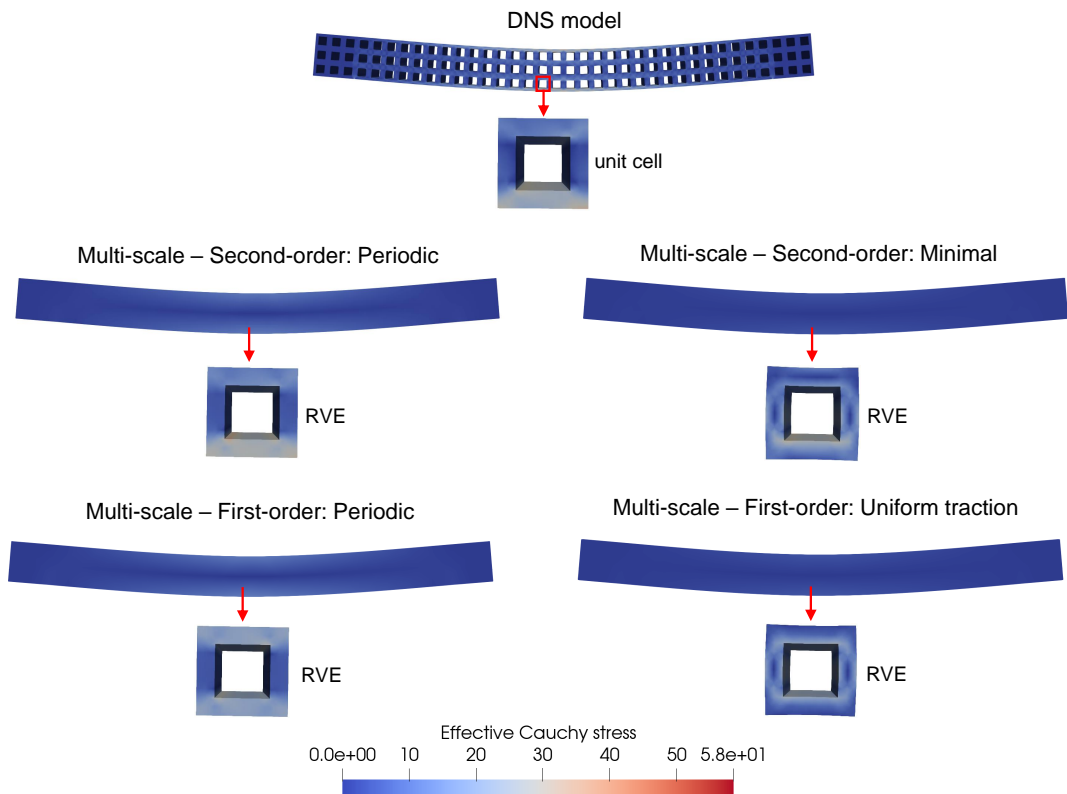 DNS model
unit cell
Multi-scale – Second-order: Periodic
Multi-scale – Second-order: Minimal
RVE
RVE
Multi-scale – First-order: Periodic
Multi-scale – First-order: Uniform traction
RVE
RVE
Effective Cauchy stress
0.0e+00 10 20 30 40 50 5.8e+01